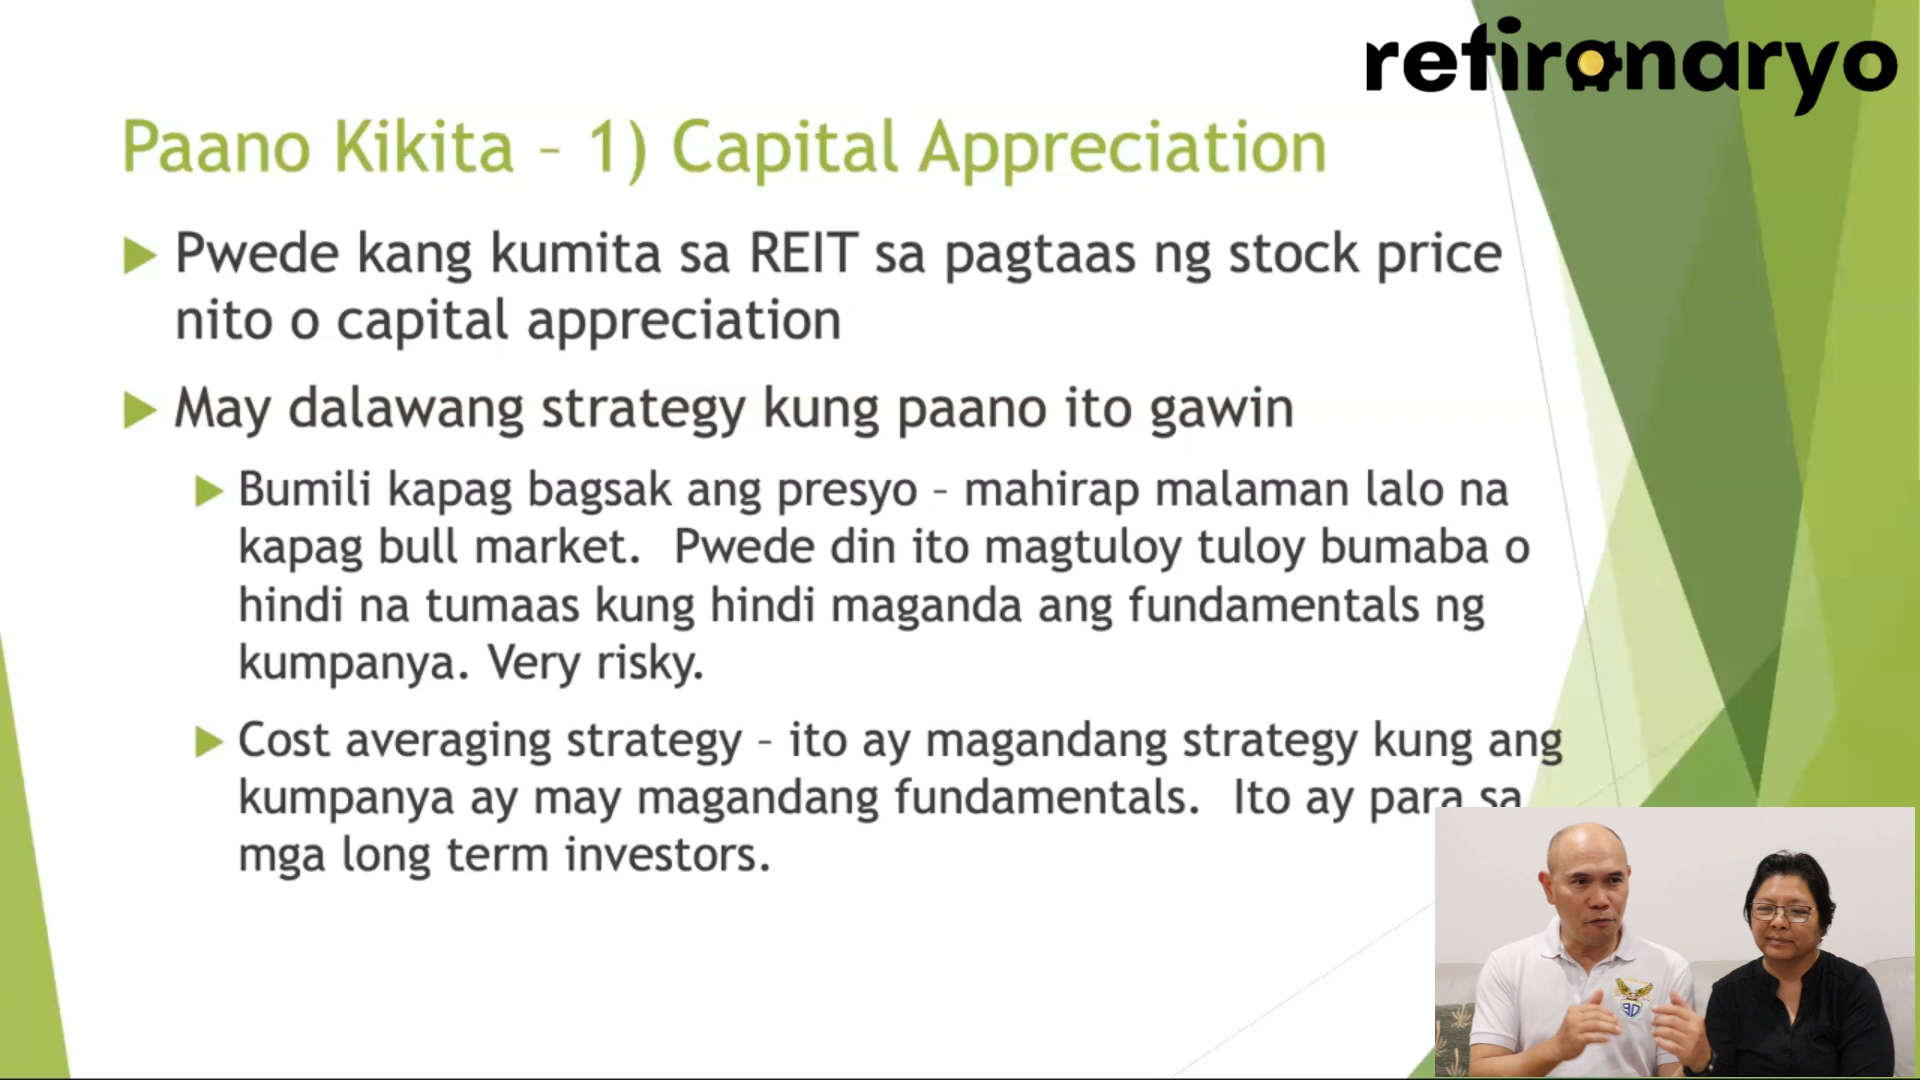 retiranaryo
Paano Kikita – 1) Capital Appreciation
Pwede kang kumita sa REIT sa pagtaas ng stock price
nito o capital appreciation
May dalawang strategy kung paano ito gawin
Bumili kapag bagsak ang presyo – mahirap malaman lalo na
kapag bull market. Pwede din ito magtuloy tuloy bumaba o
hindi na tumaas kung hindi maganda ang fundamentals ng
kumpanya. Very risky.
Cost averaging strategy – ito ay magandang strategy kung ang
kumpanya ay may magandang fundamentals. Ito ay para sa
mga long term investors.